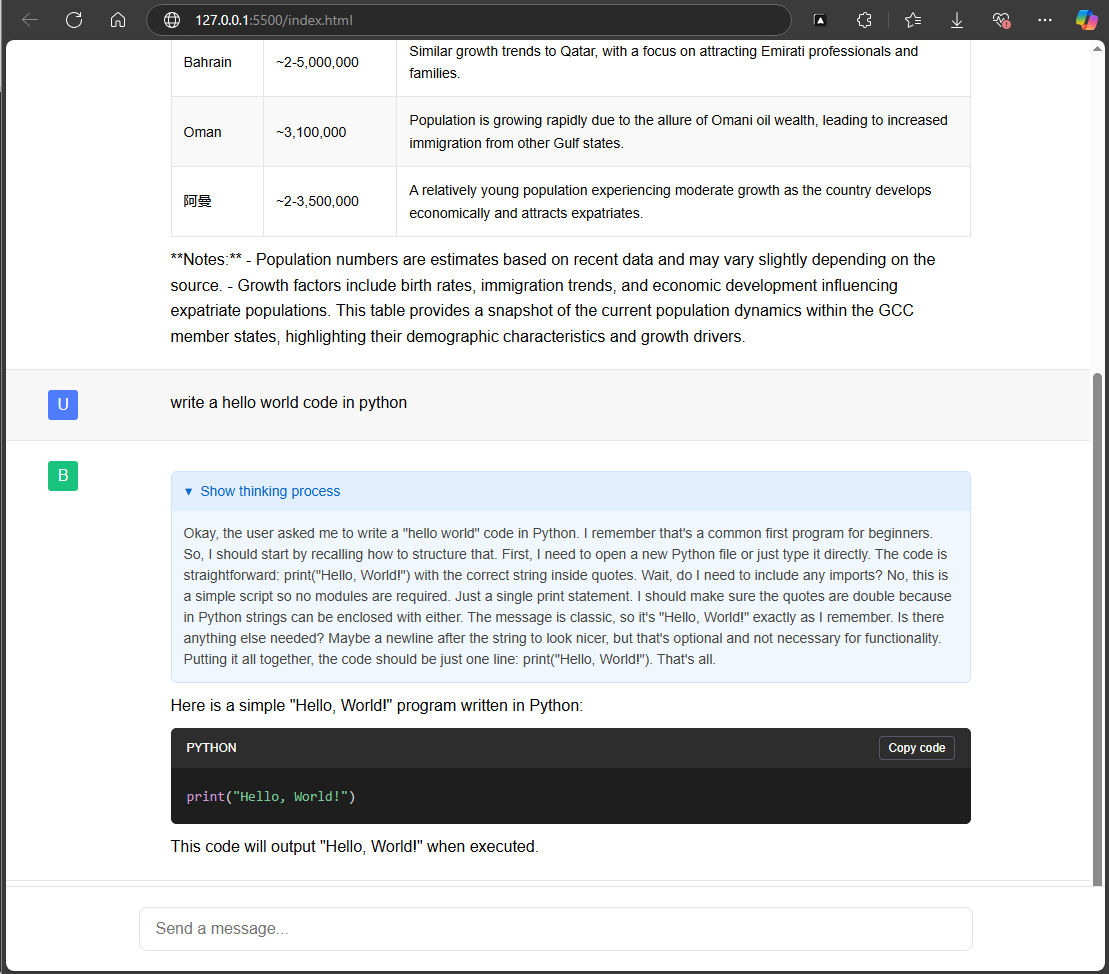 127.0.0.1:5500/index.html
Bahrain
~2-5,000,000
Similar growth trends to Qatar, with a focus on attracting Emirati professionals and
families.
Oman
~3,100,000
Population is growing rapidly due to the allure of Omani oil wealth, leading to increased
immigration from other Gulf states.
阿曼
~2-3,500,000
A relatively young population experiencing moderate growth as the country develops
economically and attracts expatriates.
**Notes:** - Population numbers are estimates based on recent data and may vary slightly depending on the
source. - Growth factors include birth rates, immigration trends, and economic development influencing
expatriate populations. This table provides a snapshot of the current population dynamics within the GCC
member states, highlighting their demographic characteristics and growth drivers.
U
write a hello world code in python
B
▼ Show thinking process
Okay, the user asked me to write a "hello world" code in Python. I remember that's a common first program for beginners.
So, I should start by recalling how to structure that. First, I need to open a new Python file or just type it directly. The code is
straightforward: print("Hello, World!") with the correct string inside quotes. Wait, do I need to include any imports? No, this is
a simple script so no modules are required. Just a single print statement. I should make sure the quotes are double because
in Python strings can be enclosed with either. The message is classic, so it's "Hello, World!" exactly as I remember. Is there
anything else needed? Maybe a newline after the string to look nicer, but that's optional and not necessary for functionality.
Putting it all together, the code should be just one line: print("Hello, World!"). That's all.
Here is a simple "Hello, World!" program written in Python:
PYTHON
Copy code
print("Hello, World!")
This code will output "Hello, World!" when executed.
Send a message...